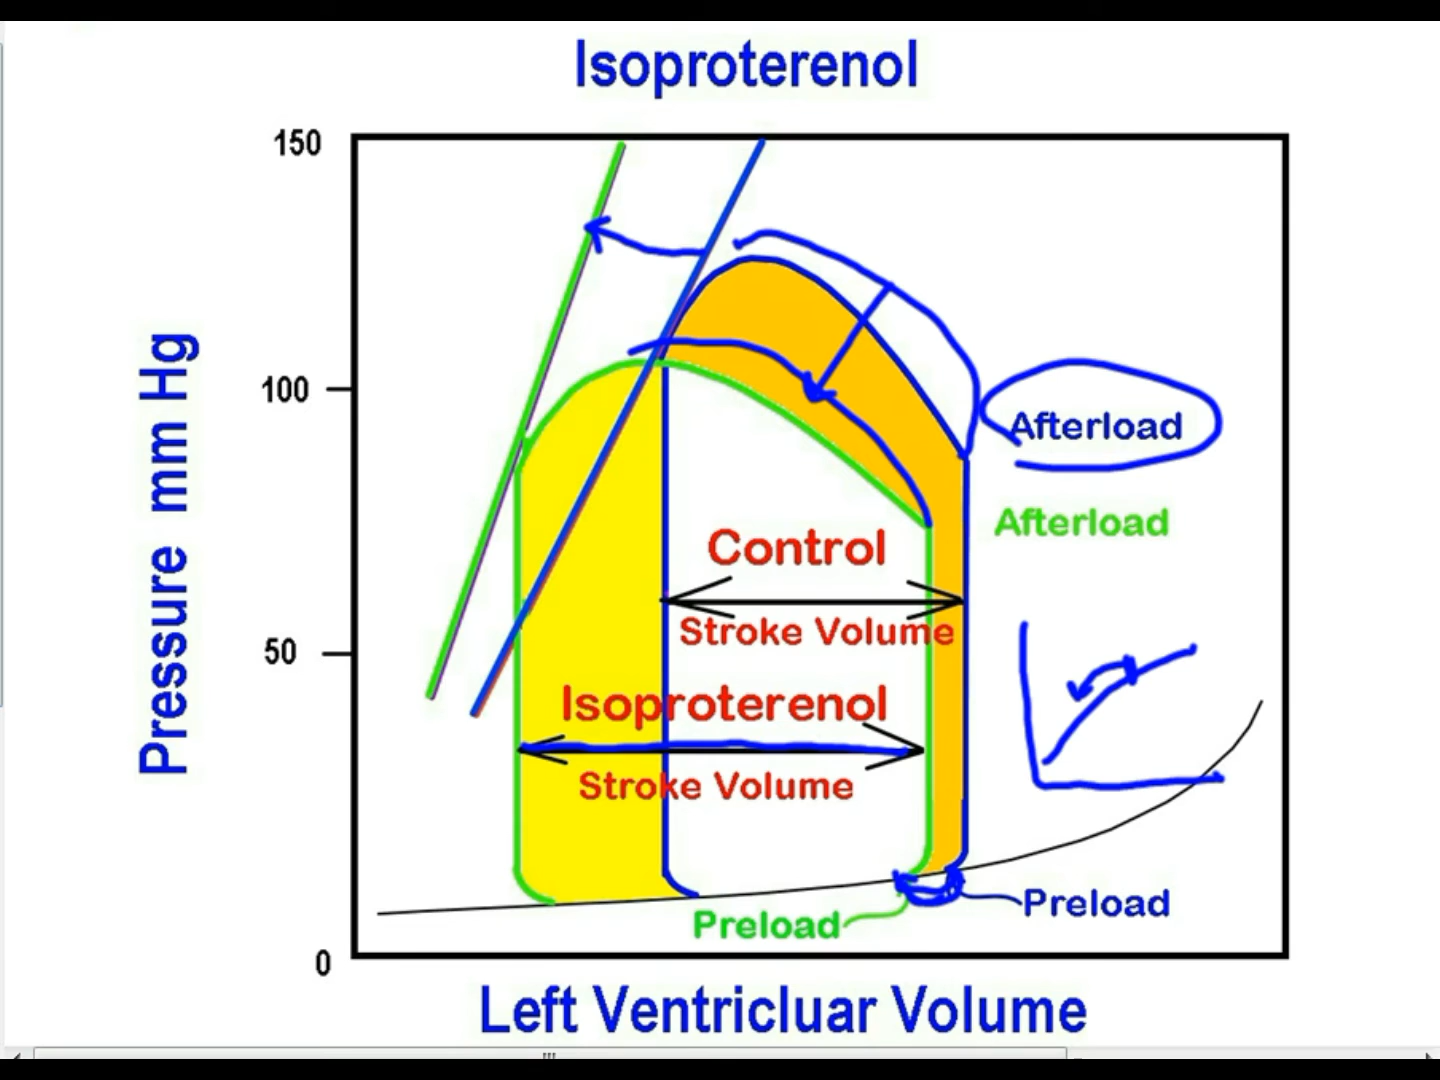 Isoproterenol
150
100
50
0
Pressure mm Hg
Afterload
Afterload
Control
Stroke Volume
Isoproterenol
Stroke Volume
Preload
Preload
Left Ventricluar Volume